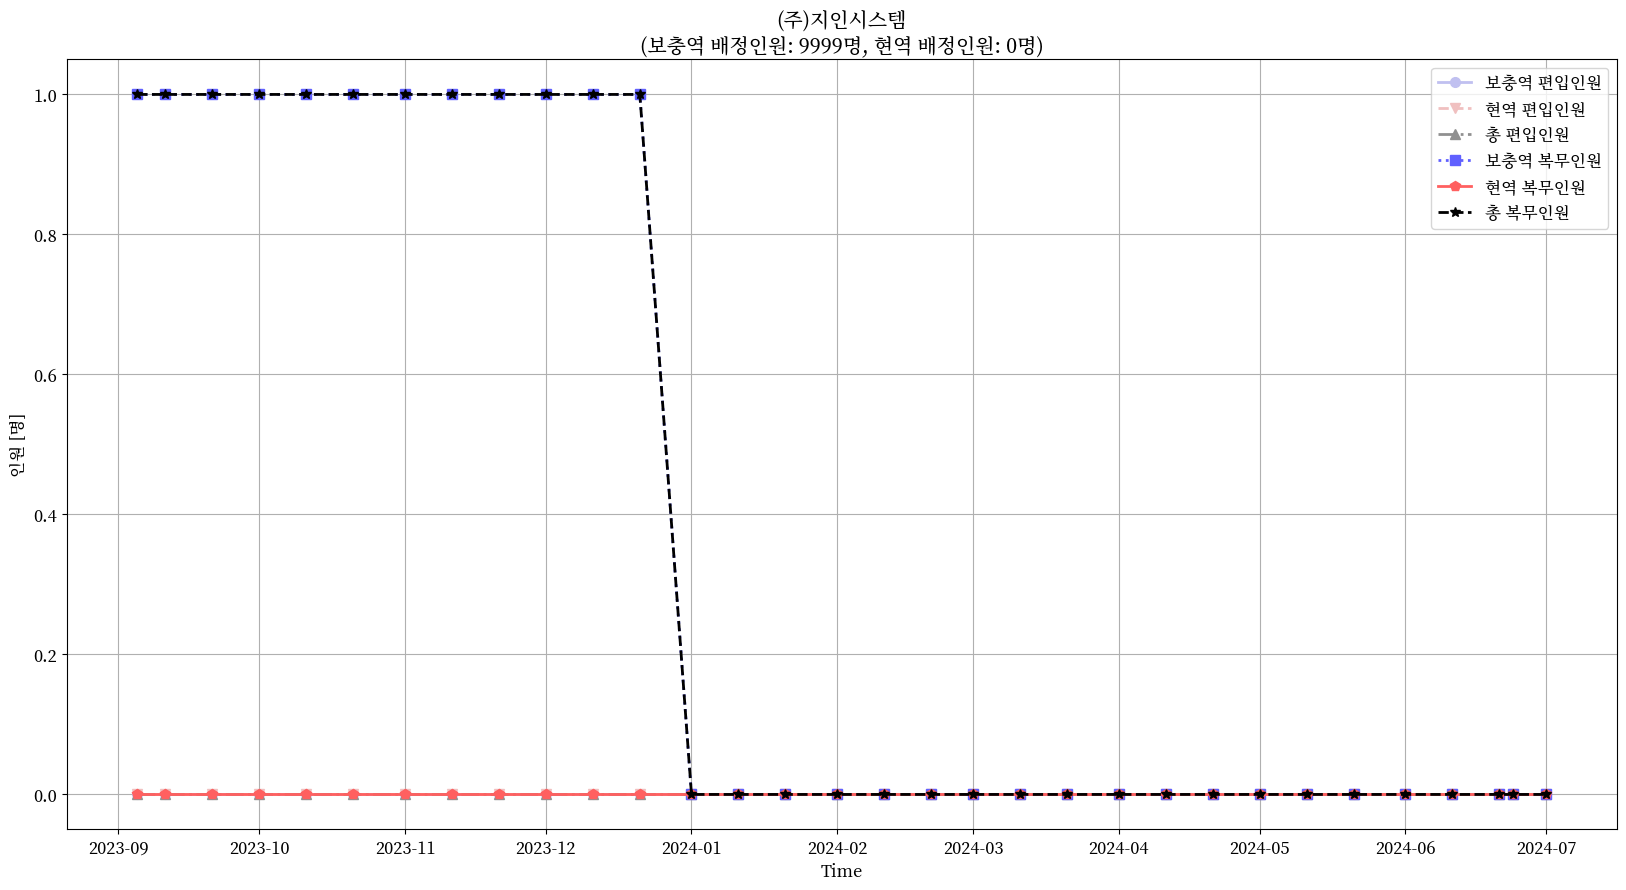 (주)지인시스템
(보충역 배정인원: 9999명, 현역 배정인원: 0명)
보충역 편입인원
현역 편입인원
총 편입인원
보충역 복무인원
현역 복무인원
총 복무인원
인원 [명]
1.0
0.8
0.6
0.4
0.2
0.0
2023-09 2023-10 2023-11 2023-12 2024-01 2024-02 2024-03 2024-04 2024-05 2024-06 2024-07
Time